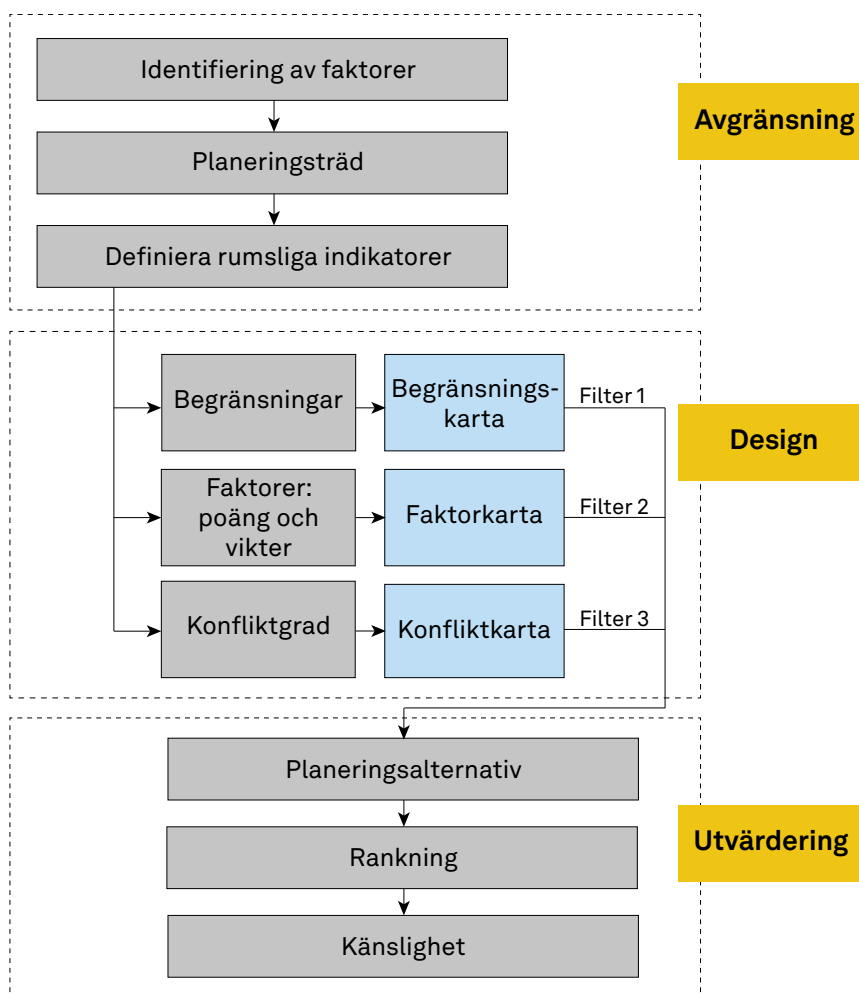 Identifiering av faktorer
Avgränsning
Planeringsträd
Definiera rumsliga indikatorer
Begränsningar
Begränsnings-
karta
Filter 1
Design
Faktorer:
poäng och
vikter
Faktorkarta
Filter 2
Konfliktgrad
Konfliktkarta
Filter 3
Planeringsalternativ
Utvärdering
Rankning
Känslighet